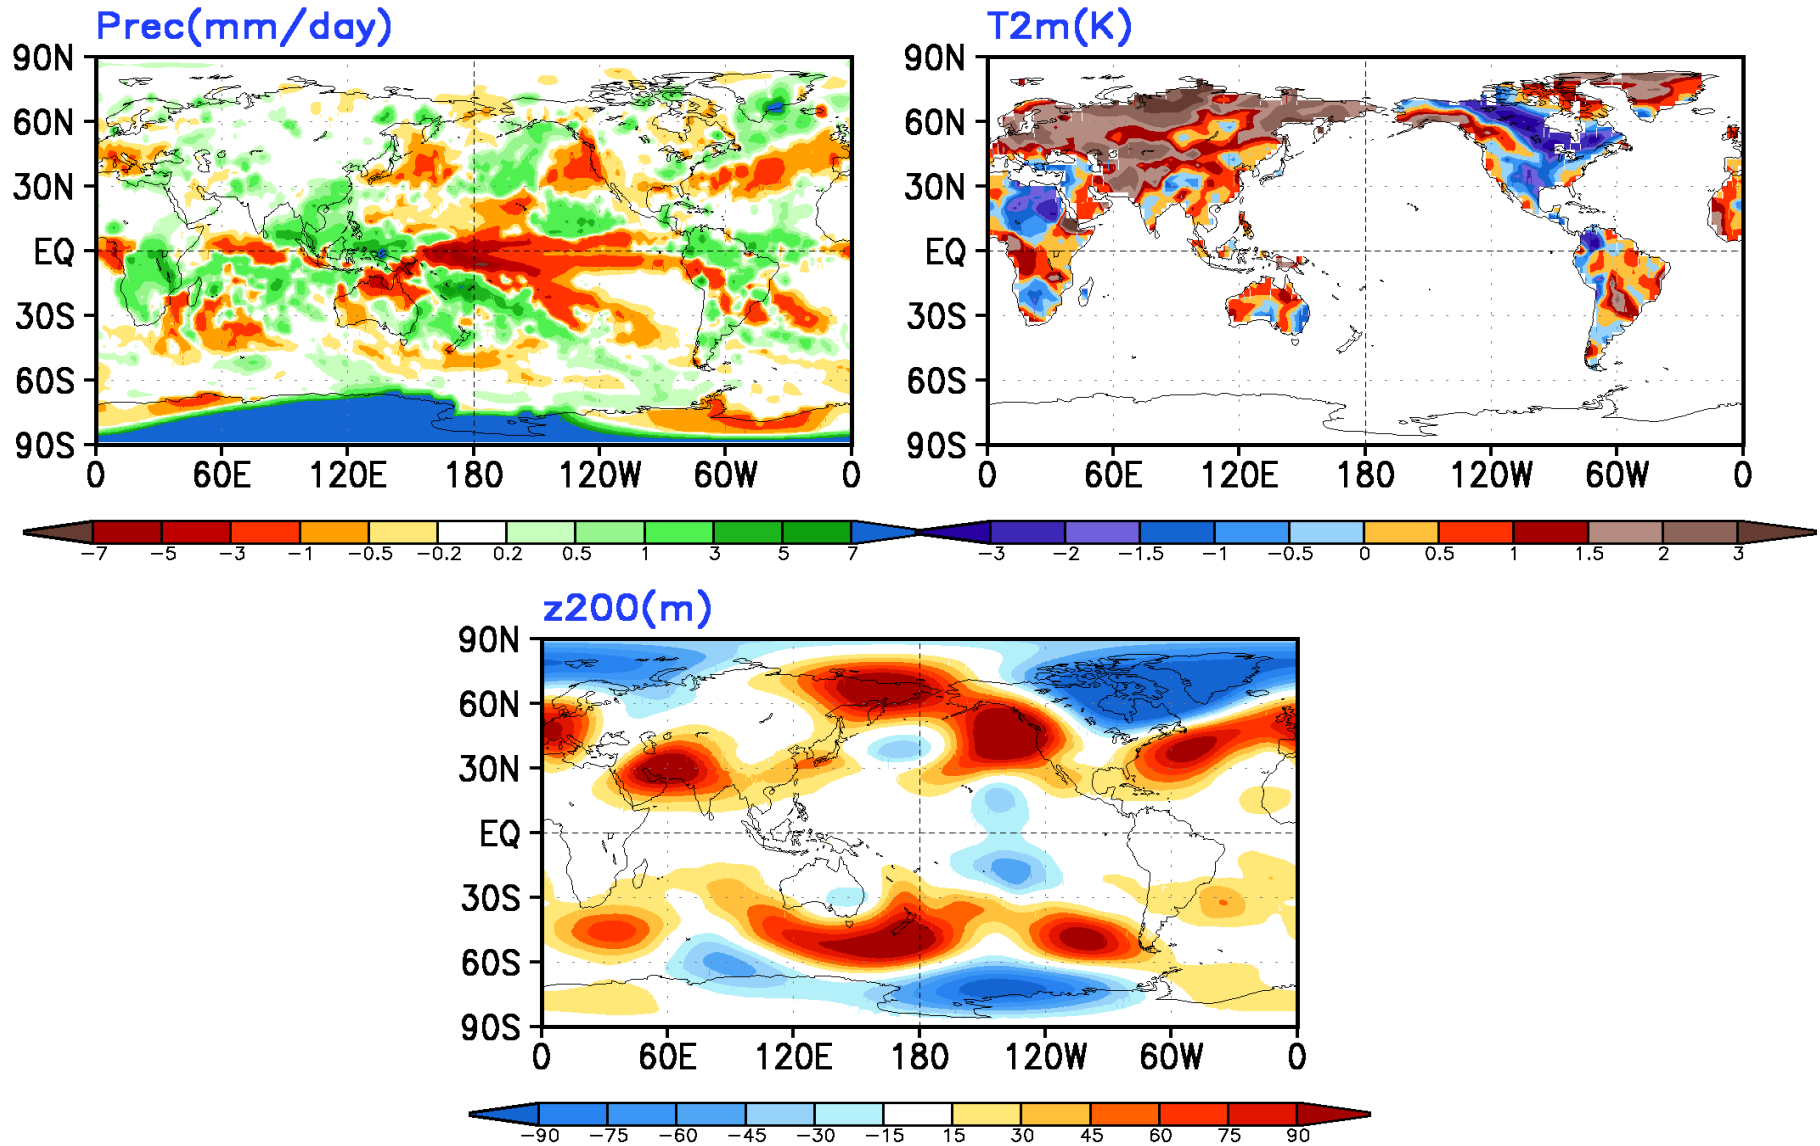 Prec(mm/day)
90N
60N
30N
EQ
30S
60S
90S
0 60E 120E 180 120W 60W 0
-7 -5 -3 -1 -0.5 -0.2 0.2 0.5 1 3 5 7
T2m(K)
90N
60N
30N
EQ
30S
60S
90S
0 60E 120E 180 120W 60W 0
-3 -2 -1.5 -1 -0.5 0 0.5 1 1.5 2 3
z200(m)
90N
60N
30N
EQ
30S
60S
90S
0 60E 120E 180 120W 60W 0
-90 -75 -60 -45 -30 -15 15 30 45 60 75 90